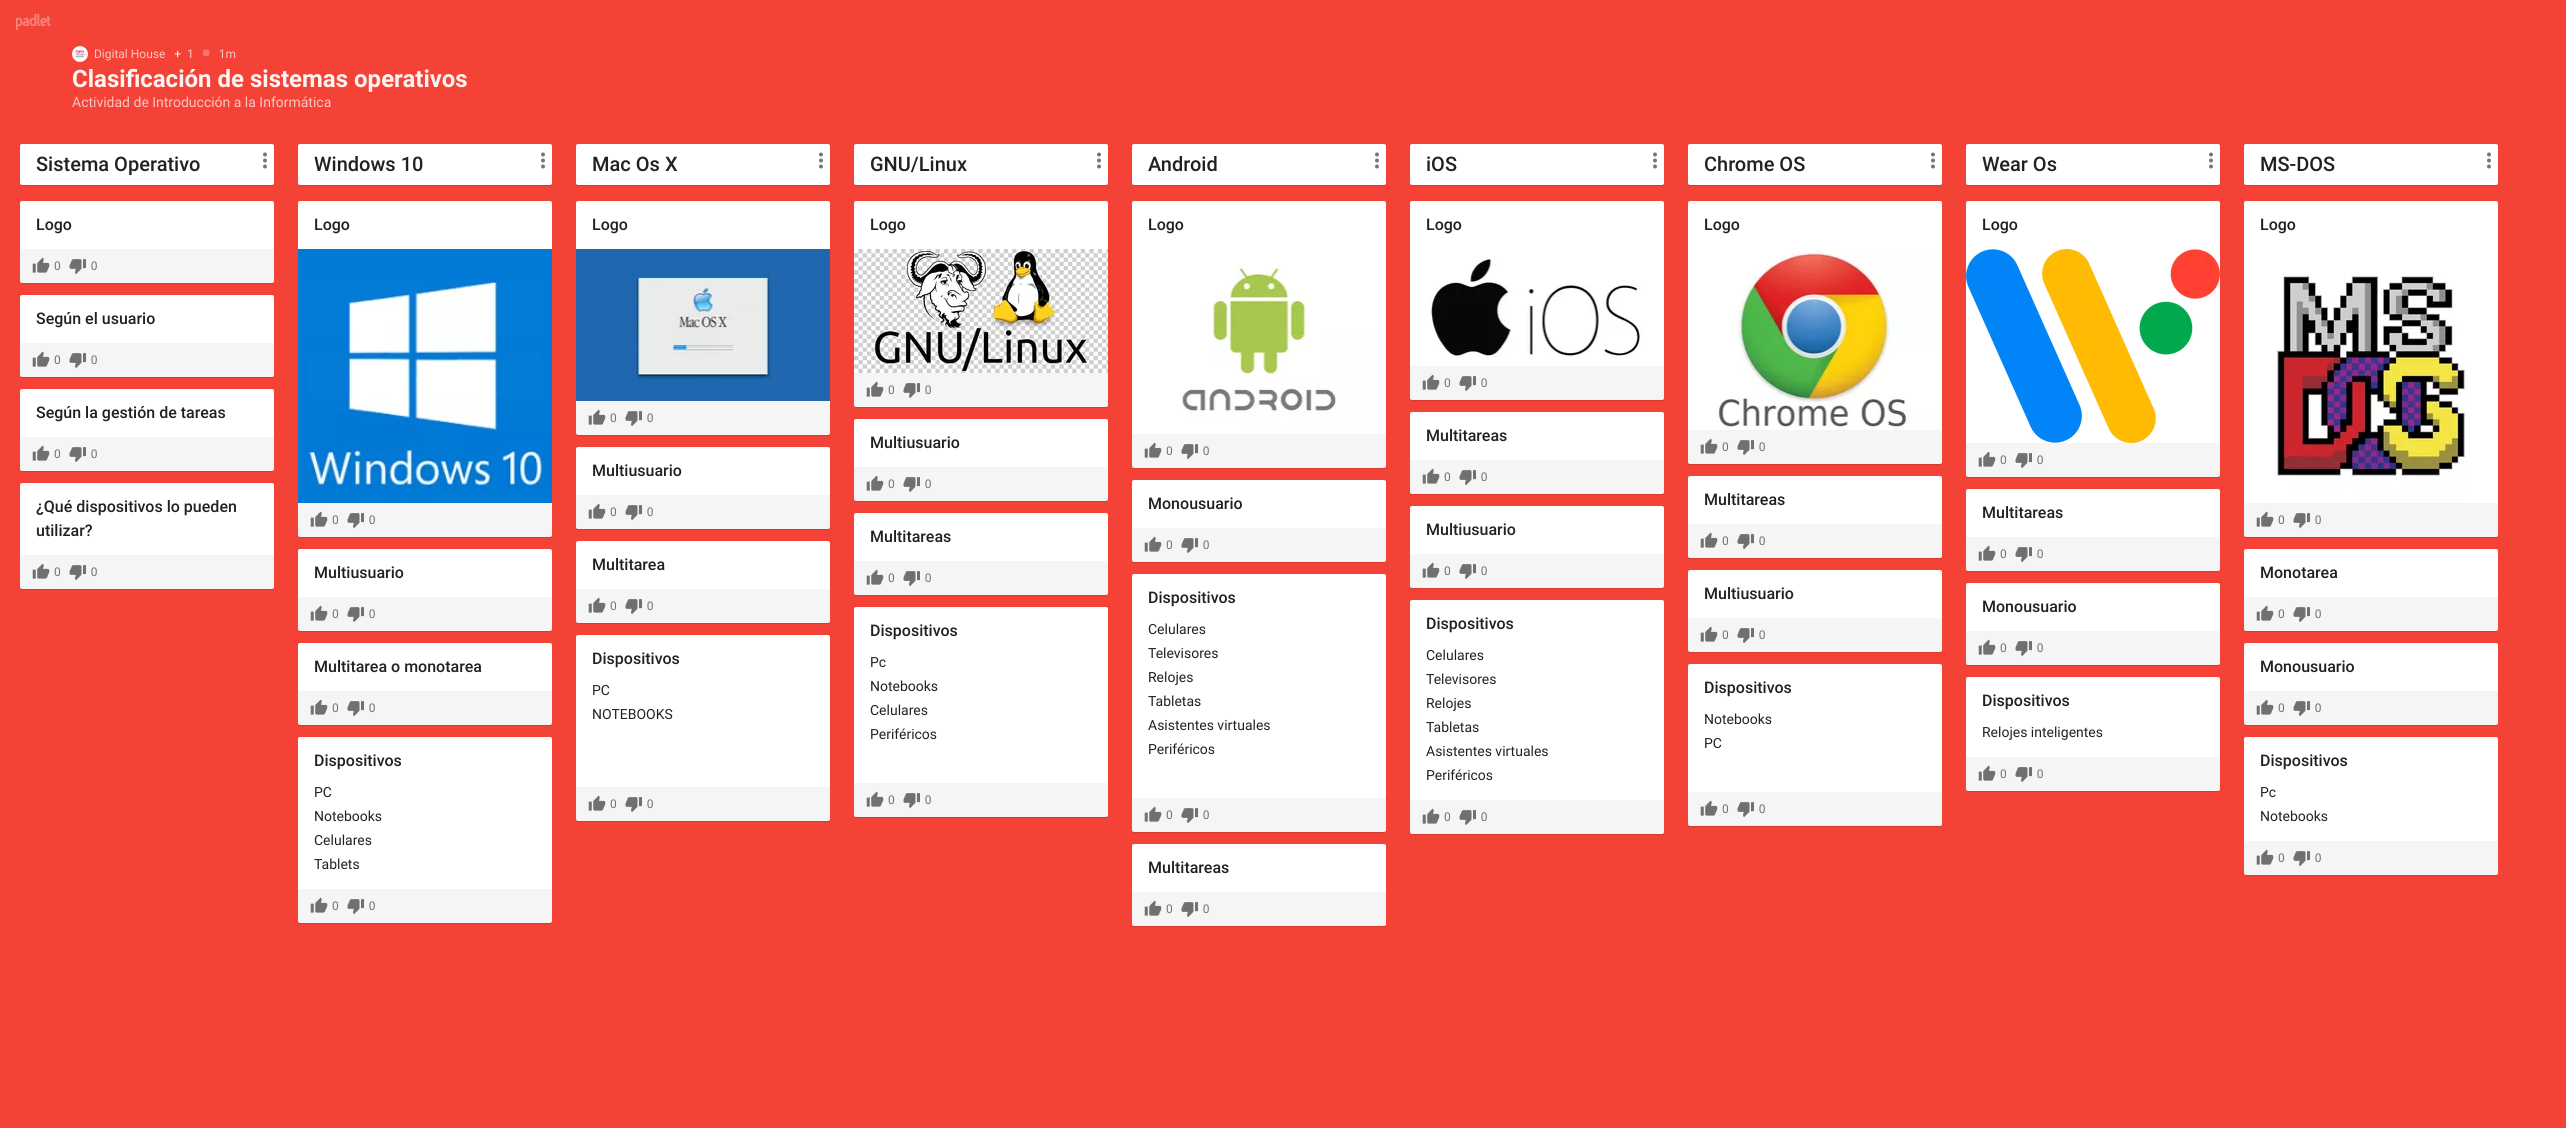 padlet
Digital House + 1 1m
Clasificación de sistemas operativos
Actividad de Introducción a la Informática
Sistema Operativo
Logo
0 0
Según el usuario
0 0
Según la gestión de tareas
0 0
¿Qué dispositivos lo pueden
utilizar?
0 0
Windows 10
Logo
Windows 10
0 0
Multiusuario
0 0
Multitarea o monotarea
0 0
Dispositivos
PC
Notebooks
Celulares
Tablets
0 0
Mac Os X
Logo
Mac OS X
0 0
Multiusuario
0 0
Multitarea
0 0
Dispositivos
PC
NOTEBOOKS
0 0
GNU/Linux
Logo
GNU/Linux
0 0
Multiusuario
0 0
Multitareas
0 0
Dispositivos
Pc
Notebooks
Celulares
Periféricos
0 0
Android
Logo
ANDROID
0 0
Monousuario
0 0
Dispositivos
Celulares
Televisores
Relojes
Tabletas
Asistentes virtuales
Periféricos
0 0
Multitareas
0 0
iOS
Logo
iOS
0 0
Multitareas
0 0
Multiusuario
0 0
Dispositivos
Celulares
Televisores
Relojes
Tabletas
Asistentes virtuales
Periféricos
0 0
Chrome OS
Logo
Chrome OS
0 0
Multitareas
0 0
Multiusuario
0 0
Dispositivos
Notebooks
PC
0 0
Wear Os
Logo
0 0
Multitareas
0 0
Monousuario
0 0
Dispositivos
Relojes inteligentes
0 0
MS-DOS
Logo
MS
DOS
0 0
Monotarea
0 0
Monousuario
0 0
Dispositivos
Pc
Notebooks
0 0